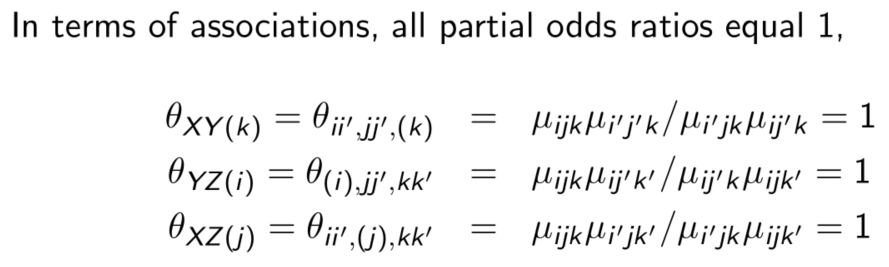 In terms of associations, all partial odds ratios equal 1,
θ_{XY(k)} = θ_{ii′,jj′,(k)} = μ_{ijk}μ_{i′j′k}/μ_{i′jk}μ_{ij′k} = 1
θ_{YZ(i)} = θ_{(i),jj′,kk′} = μ_{ijk}μ_{ij′k′}/μ_{ij′k}μ_{ijk′} = 1
θ_{XZ(j)} = θ_{ii′,(j),kk′} = μ_{ijk}μ_{i′jk′}/μ_{i′jk}μ_{ijk′} = 1